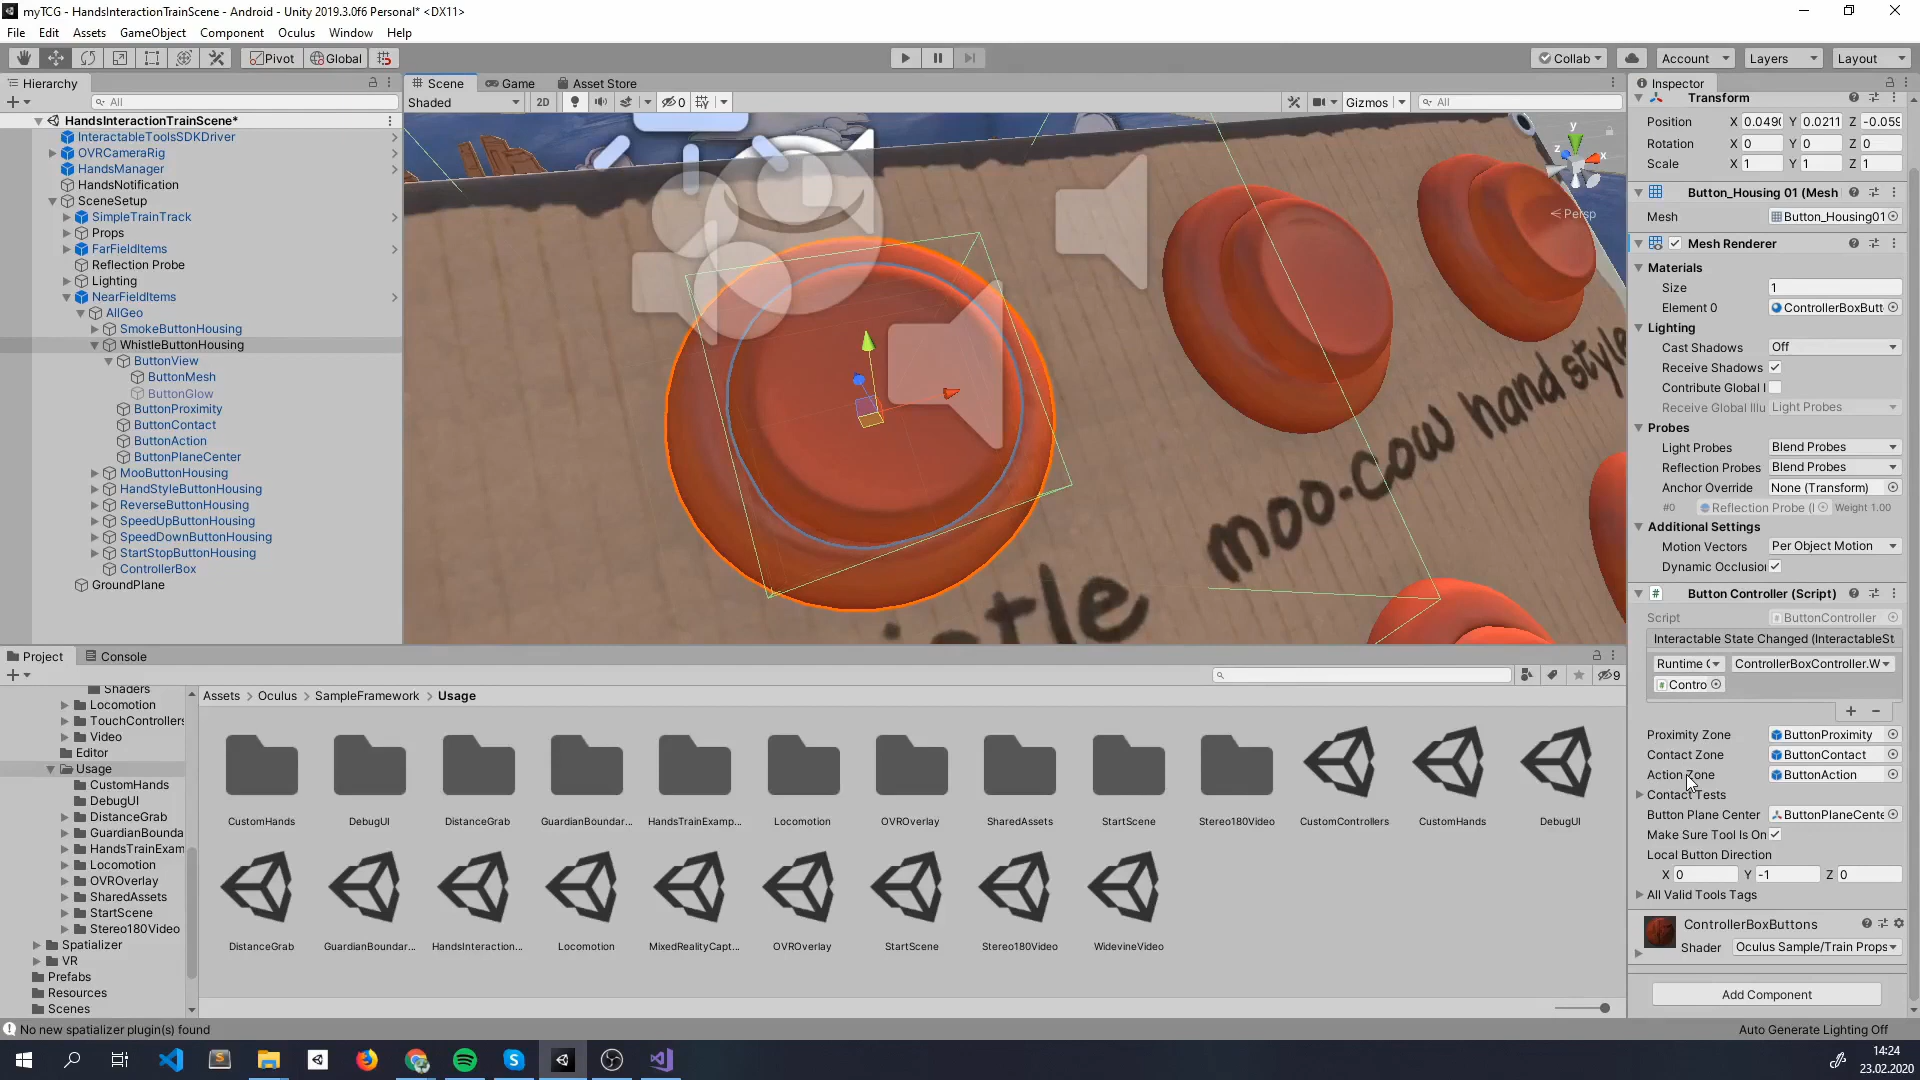 myTCG - HandsInteractionTrainScene - Android - Unity 2019.3.0f6 Personal* <DX11>
File Edit Assets GameObject Component Oculus Window Help
Pivot Global Collab Account Layers Layout
Hierarchy
All
HandsInteractionTrainScene*
InteractableToolsSDKDriver
OVRCameraRig
HandsManager
HandsNotification
SceneSetup
SimpleTrainTrack
Props
FarFieldItems
Reflection Probe
Lighting
NearFieldItems
AllGeo
SmokeButtonHousing
WhistleButtonHousing
ButtonView
ButtonMesh
ButtonGlow
ButtonProximity
ButtonContact
ButtonAction
ButtonPlaneCenter
MooButtonHousing
HandStyleButtonHousing
ReverseButtonHousing
SpeedUpButtonHousing
SpeedDownButtonHousing
StartStopButtonHousing
ControllerBox
GroundPlane
Scene Game Asset Store
Shaded 2D 0 Gizmos All
y
z x
Persp
istle moo-cow hand style
Inspector
Transform
Position X 0.049( Y 0.0211 Z -0.059
Rotation X 0 Y 0 Z 0
Scale X 1 Y 1 Z 1
Button_Housing 01 (Mesh
Mesh Button_Housing01
Mesh Renderer
Materials
Size 1
Element 0 ControllerBoxButt
Lighting
Cast Shadows Off
Receive Shadows
Contribute Global I
Receive Global Illu Light Probes
Probes
Light Probes Blend Probes
Reflection Probes Blend Probes
Anchor Override None (Transform)
#0 Reflection Probe (I Weight 1.00
Additional Settings
Motion Vectors Per Object Motion
Dynamic Occlusion
Button Controller (Script)
Script ButtonController
Interactable State Changed (InteractableSt
Runtime ControllerBoxController.W
Contro
+ -
Proximity Zone ButtonProximity
Contact Zone ButtonContact
Action Zone ButtonAction
Contact Tests
Button Plane Center ButtonPlaneCente
Make Sure Tool Is On
Local Button Direction
X 0 Y -1 Z 0
All Valid Tools Tags
ControllerBoxButtons
Shader Oculus Sample/Train Props
Add Component
Project Console
9
Shaders
Locomotion
TouchControllers
Video
Editor
Usage
CustomHands
DebugUI
DistanceGrab
GuardianBounda
HandsTrainExam
Locomotion
OVROverlay
SharedAssets
StartScene
Stereo180Video
Spatializer
VR
Prefabs
Resources
Scenes
Assets > Oculus > SampleFramework > Usage
CustomHands DebugUI DistanceGrab GuardianBoundar... HandsTrainExamp... Locomotion OVROverlay SharedAssets StartScene Stereo180Video CustomControllers CustomHands DebugUI
DistanceGrab GuardianBoundar... HandsInteraction... Locomotion MixedRealityCapt... OVROverlay StartScene Stereo180Video WidevineVideo
No new spatializer plugin(s) found
Auto Generate Lighting Off
14:24
23.02.2020